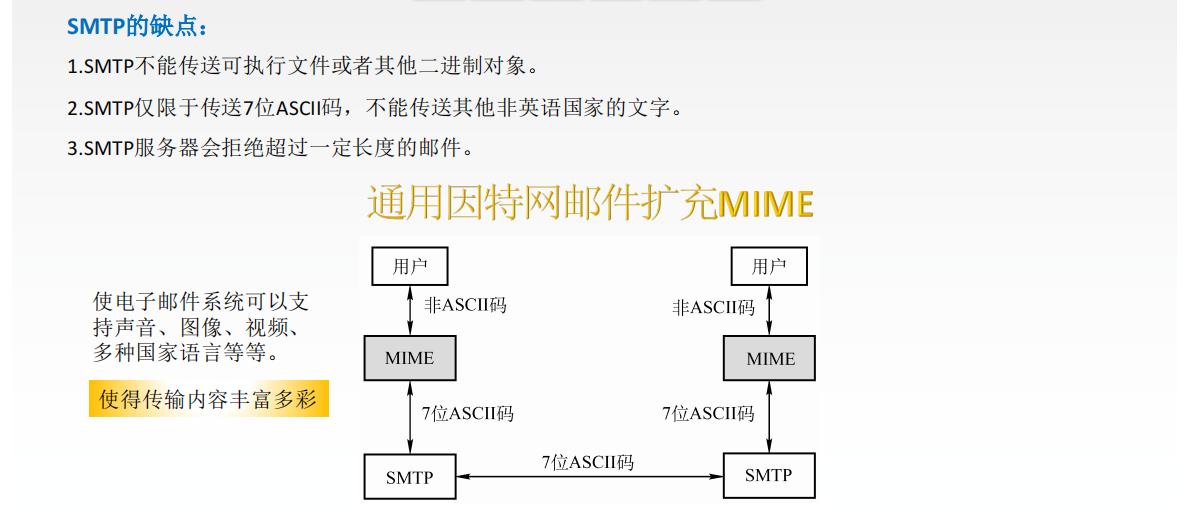 SMTP的缺点：
1.SMTP不能传送可执行文件或者其他二进制对象。
2.SMTP仅限于传送7位ASCII码，不能传送其他非英语国家的文字。
3.SMTP服务器会拒绝超过一定长度的邮件。
通用因特网邮件扩充MIME
使电子邮件系统可以支
持声音、图像、视频、
多种国家语言等等。
使得传输内容丰富多彩
用户
用户
非ASCII码
非ASCII码
MIME
MIME
7位ASCII码
7位ASCII码
7位ASCII码
SMTP
SMTP